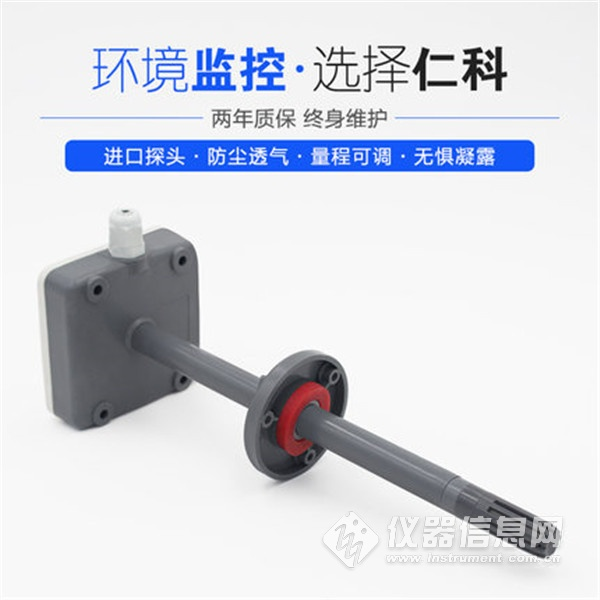 环境监控·选择仁科
两年质保 终身维护
进口探头·防尘透气·量程可调·无惧凝露
仪器信息网
www.instrument.com.cn